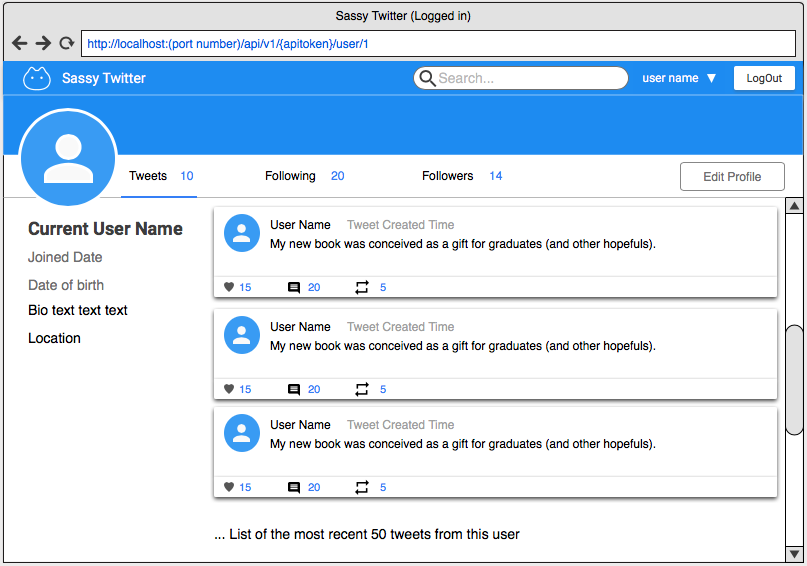 Sassy Twitter (Logged in)
http://localhost:(port number)/api/v1/{apitoken}/user/1
Sassy Twitter
Search...
user name ▼
LogOut
Tweets 10
Following 20
Followers 14
Edit Profile
Current User Name
Joined Date
Date of birth
Bio text text text
Location
User Name Tweet Created Time
My new book was conceived as a gift for graduates (and other hopefuls).
15 20 5
User Name Tweet Created Time
My new book was conceived as a gift for graduates (and other hopefuls).
15 20 5
User Name Tweet Created Time
My new book was conceived as a gift for graduates (and other hopefuls).
15 20 5
... List of the most recent 50 tweets from this user